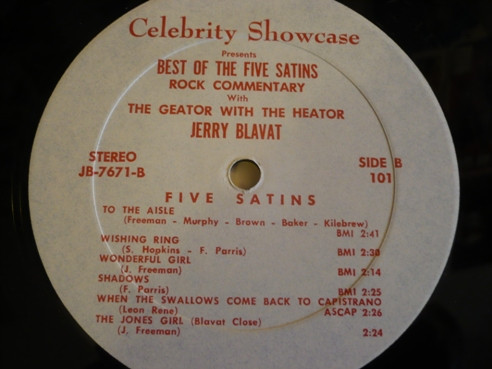 Celebrity Showcase
Presents
BEST OF THE FIVE SATINS
ROCK COMMENTARY
With
THE GEATOR WITH THE HEATOR
JERRY BLAVAT
STEREO
JB-7671-B
SIDE B
101
FIVE SATINS
TO THE AISLE
(Freeman - Murphy - Brown - Baker - Kilebrew)
BMI 2:41
WISHING RING
(S. Hopkins - F. Parris) BMI 2:30
WONDERFUL GIRL
(J. Freeman) BMI 2:14
SHADOWS
(F. Parris) BMI 2:25
WHEN THE SWALLOWS COME BACK TO CAPISTRANO
(Leon Rene) ASCAP 2:26
THE JONES GIRL (Blavat Close)
(J. Freeman) 2:24